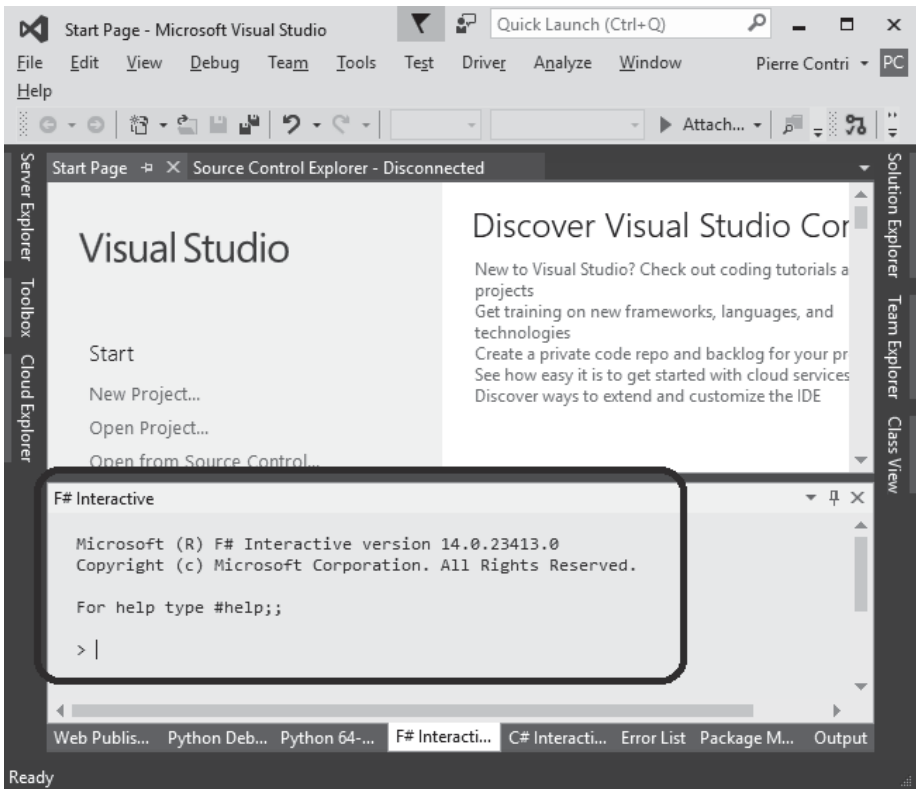 Start Page - Microsoft Visual Studio
Quick Launch (Ctrl+Q)
File Edit View Debug Team Tools Test Driver Analyze Window
Pierre Contri PC
Help
Attach...
Server Explorer
Toolbox
Cloud Explorer
Start Page Source Control Explorer - Disconnected
Visual Studio
Start
New Project...
Open Project...
Open from Source Control...
Discover Visual Studio Con
New to Visual Studio? Check out coding tutorials a
projects
Get training on new frameworks, languages, and
technologies
Create a private code repo and backlog for your pr
See how easy it is to get started with cloud services
Discover ways to extend and customize the IDE
Solution Explorer
Team Explorer
Class View
F# Interactive
Microsoft (R) F# Interactive version 14.0.23413.0
Copyright (c) Microsoft Corporation. All Rights Reserved.
For help type #help;;
>
Web Publis... Python Deb... Python 64-... F# Interacti... C# Interacti... Error List Package M... Output
Ready